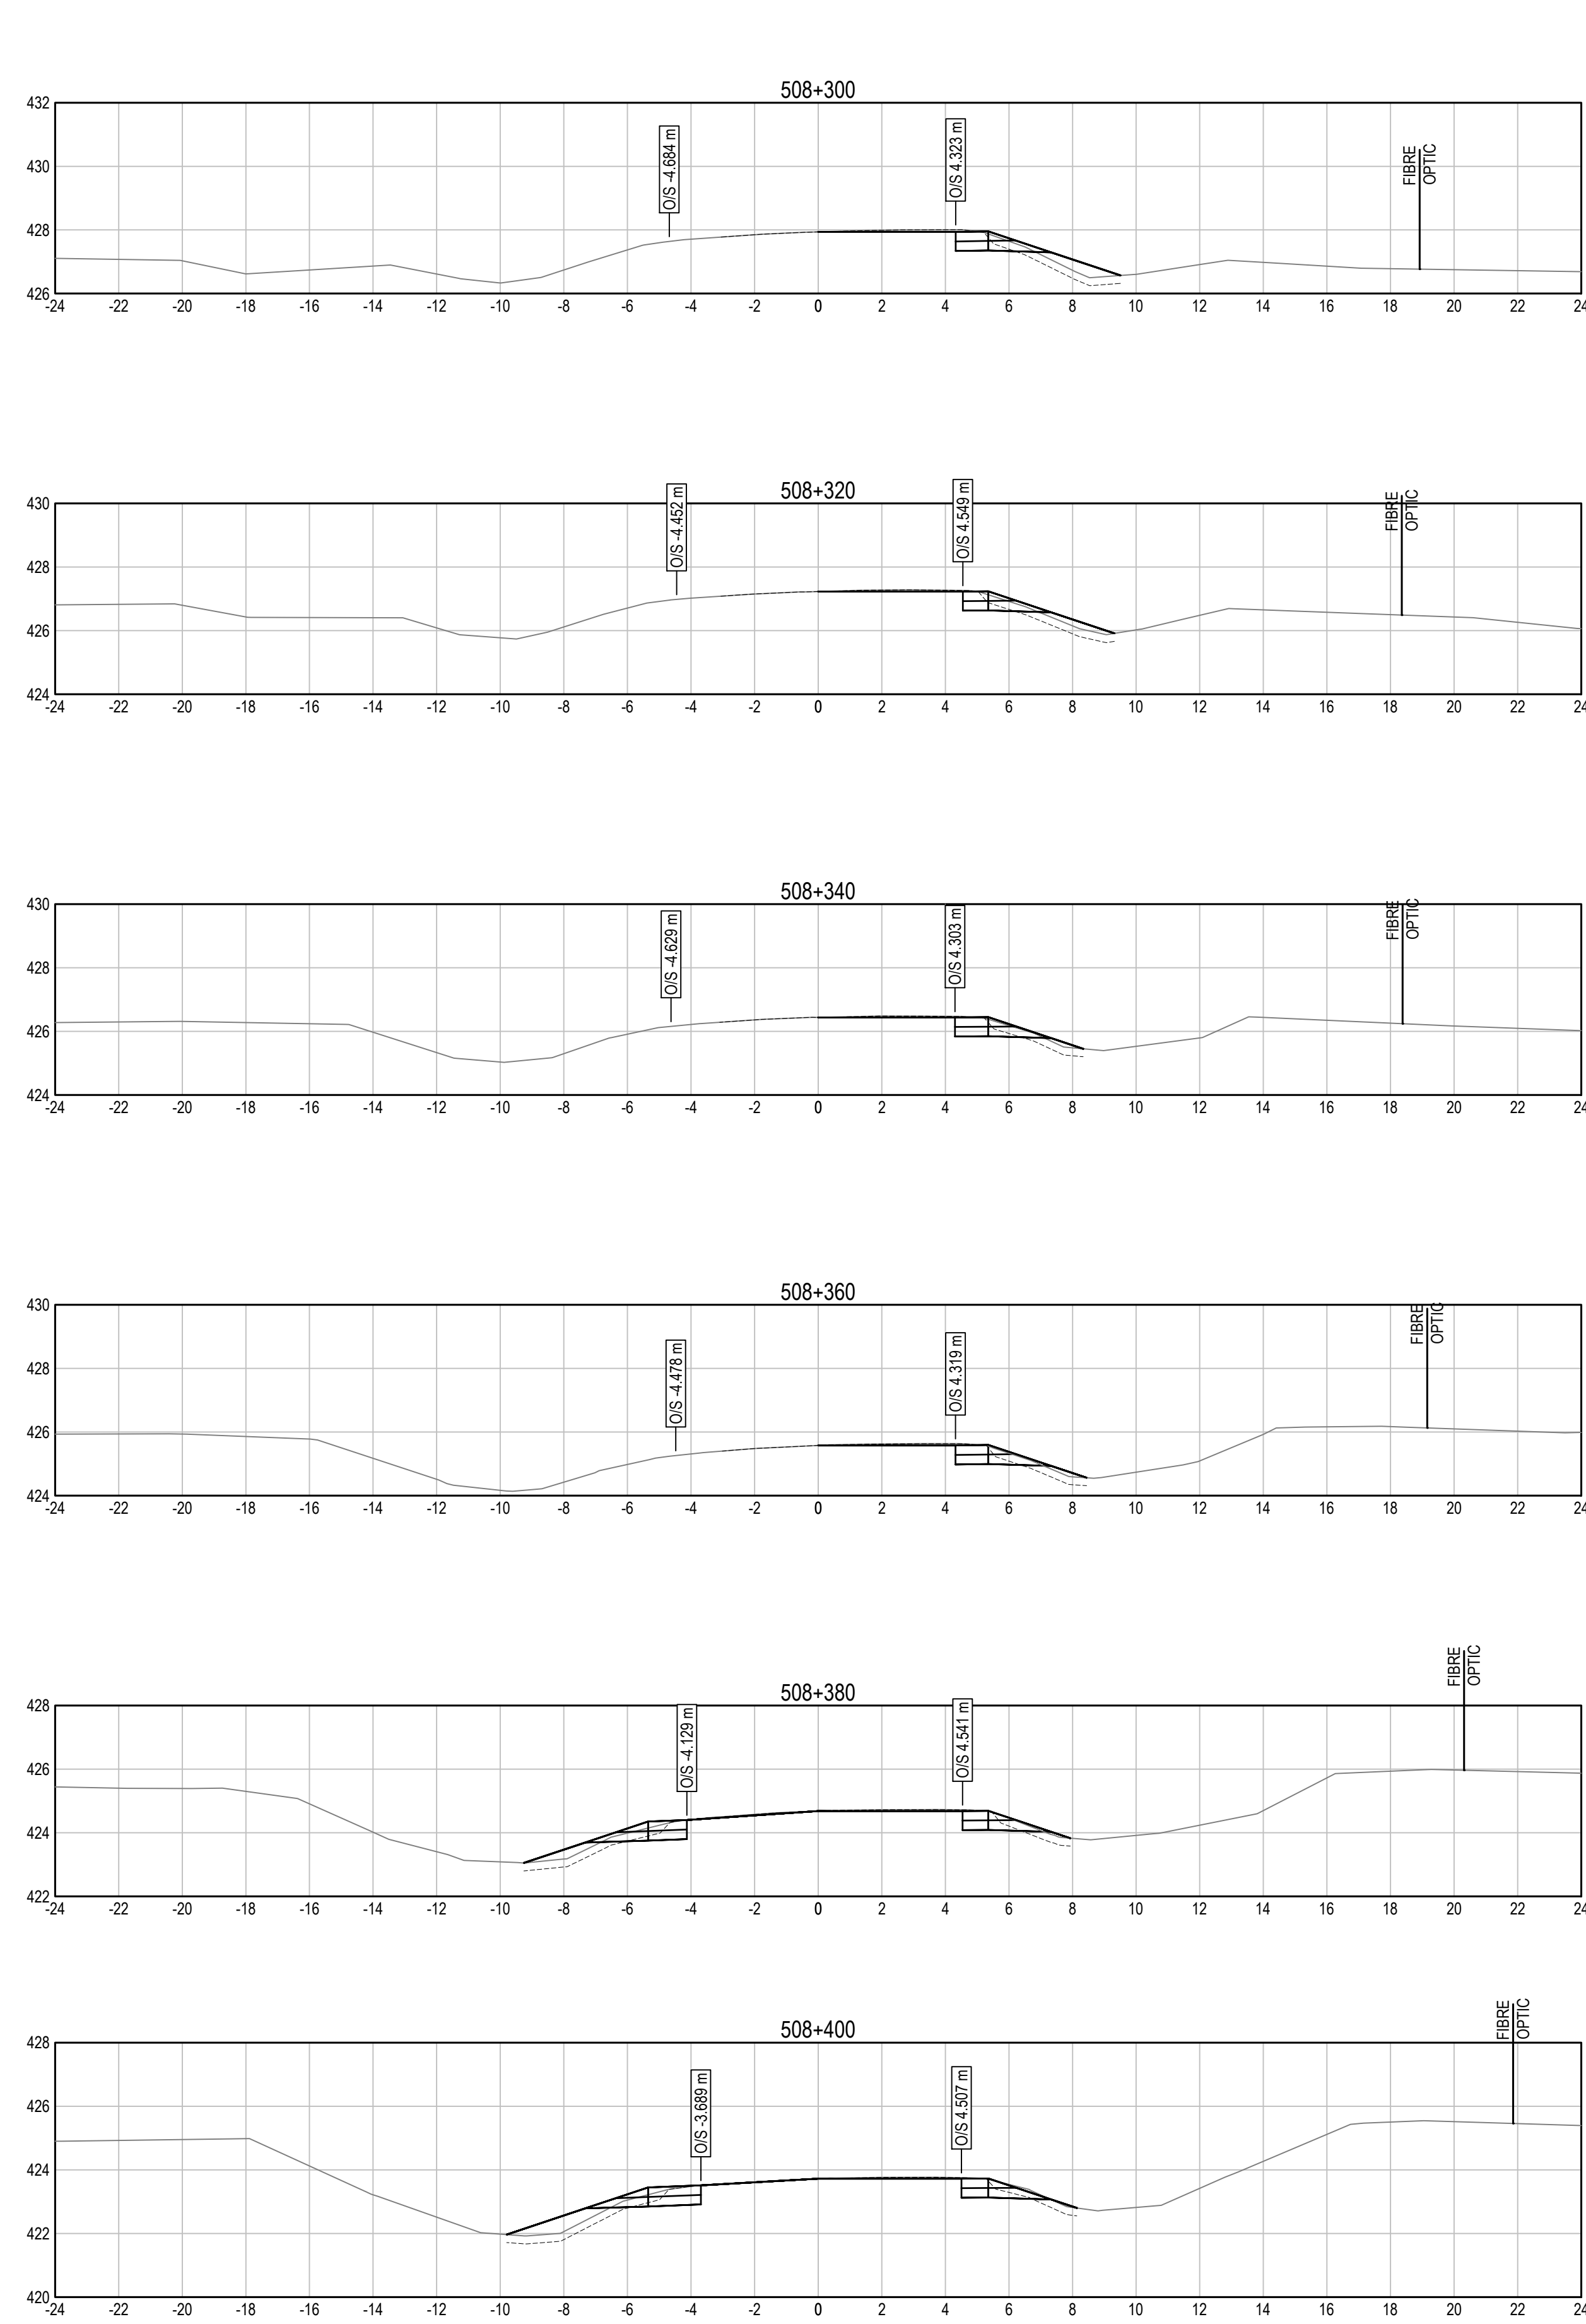 508+300
432
430
428
426
O/S -4.684 m
O/S 4.323 m
FIBRE
OPTIC
-24 -22 -20 -18 -16 -14 -12 -10 -8 -6 -4 -2 0 2 4 6 8 10 12 14 16 18 20 22 24
508+320
430
428
426
424
O/S -4.452 m
O/S 4.549 m
FIBRE
OPTIC
-24 -22 -20 -18 -16 -14 -12 -10 -8 -6 -4 -2 0 2 4 6 8 10 12 14 16 18 20 22 24
508+340
430
428
426
424
O/S -4.629 m
O/S 4.303 m
FIBRE
OPTIC
-24 -22 -20 -18 -16 -14 -12 -10 -8 -6 -4 -2 0 2 4 6 8 10 12 14 16 18 20 22 24
508+360
430
428
426
424
O/S -4.478 m
O/S 4.319 m
FIBRE
OPTIC
-24 -22 -20 -18 -16 -14 -12 -10 -8 -6 -4 -2 0 2 4 6 8 10 12 14 16 18 20 22 24
508+380
428
426
424
422
O/S -4.129 m
O/S 4.541 m
FIBRE
OPTIC
-24 -22 -20 -18 -16 -14 -12 -10 -8 -6 -4 -2 0 2 4 6 8 10 12 14 16 18 20 22 24
508+400
428
426
424
422
420
O/S -3.689 m
O/S 4.507 m
FIBRE
OPTIC
-24 -22 -20 -18 -16 -14 -12 -10 -8 -6 -4 -2 0 2 4 6 8 10 12 14 16 18 20 22 24